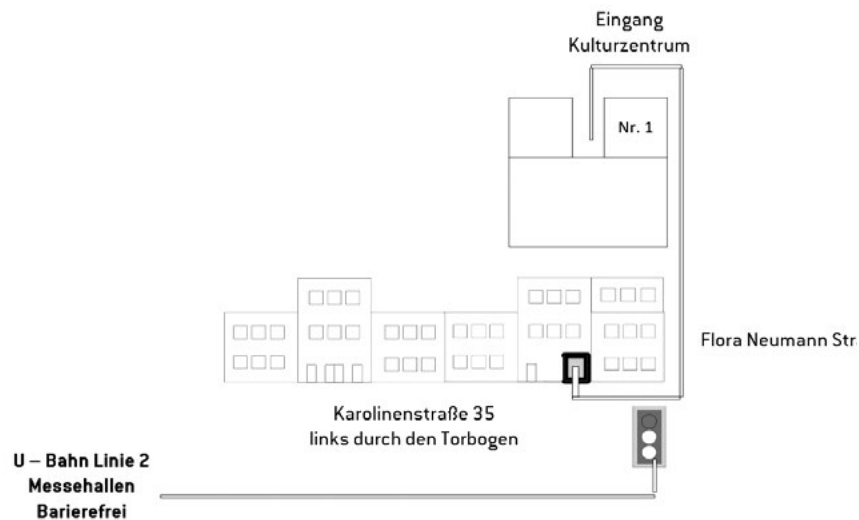 Eingang
Kulturzentrum
Nr. 1
Flora Neumann Str
Karolinenstraße 35
links durch den Torbogen
U – Bahn Linie 2
Messehallen
Barierefrei